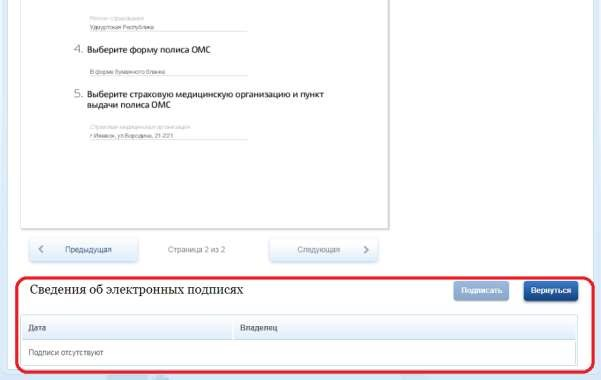 Регион страхования
Удмуртская Республика
4. Выберите форму полиса ОМС
В форме бумажного бланка
5. Выберите страховую медицинскую организацию и пункт
выдачи полиса ОМС
Страховая медицинская организация
г Ижевск, ул Бородина, 21-221
Предыдущая Страница 2 из 2 Следующая
Сведения об электронных подписях Подписать Вернуться
Дата Владелец
Подписи отсутствуют